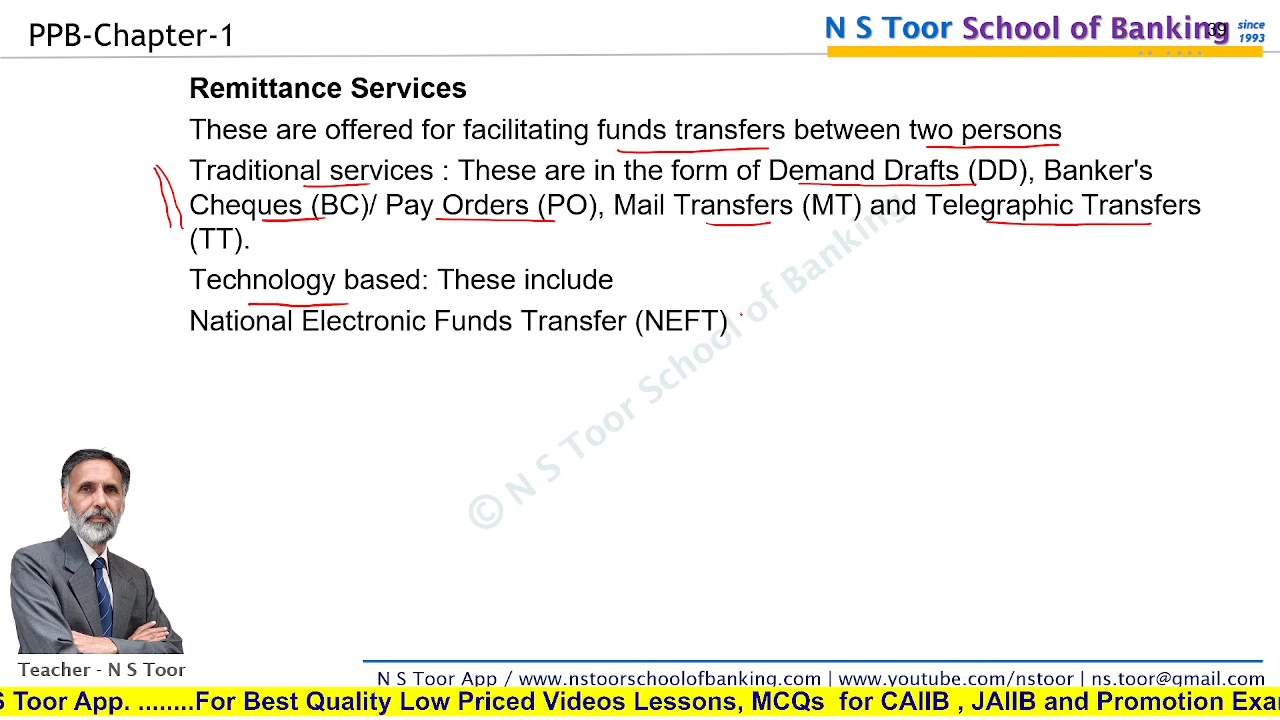 PPB-Chapter-1
N S Toor School of Banking since 1993
39
Remittance Services
These are offered for facilitating funds transfers between two persons
Traditional services : These are in the form of Demand Drafts (DD), Banker's
Cheques (BC)/ Pay Orders (PO), Mail Transfers (MT) and Telegraphic Transfers
(TT).
Technology based: These include
National Electronic Funds Transfer (NEFT)
© N S Toor School of Banking
Teacher - N S Toor
N S Toor App / www.nstoorschoolofbanking.com | www.youtube.com/nstoor | ns.toor@gmail.com
S Toor App. ........For Best Quality Low Priced Videos Lessons, MCQs for CAIIB , JAIIB and Promotion Exa